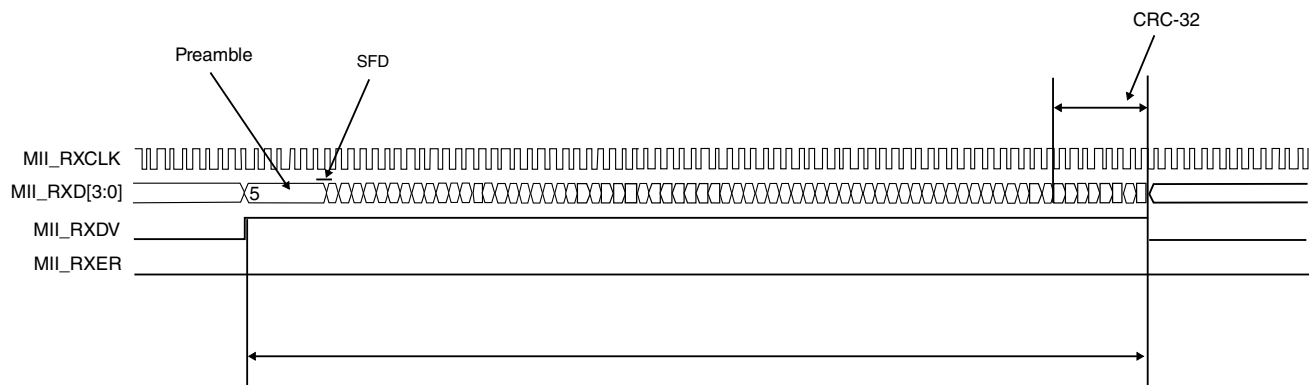 CRC-32
Preamble
SFD
MII_RXCLK
MII_RXD[3:0]
5
MII_RXDV
MII_RXER